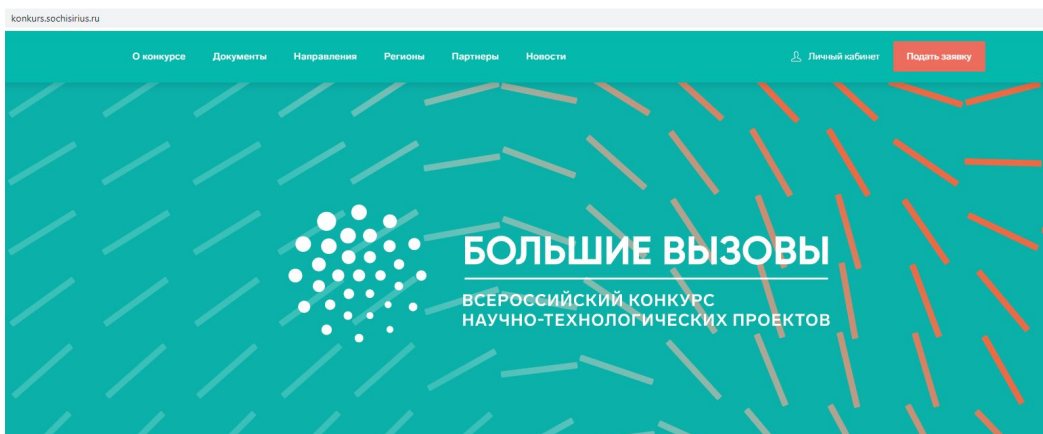 konkurs.sochisirius.ru
О конкурсе Документы Направления Регионы Партнеры Новости Личный кабинет Подать заявку
БОЛЬШИЕ ВЫЗОВЫ
ВСЕРОССИЙСКИЙ КОНКУРС
НАУЧНО-ТЕХНОЛОГИЧЕСКИХ ПРОЕКТОВ